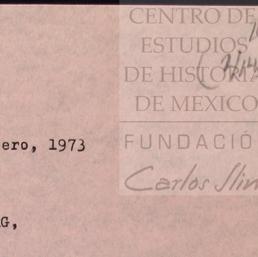 CENTRO DE
ESTUDIOS
DE HISTORIA
DE MEXICO
FUNDACIÓ
Carlos Slim
ero, 1973
G,